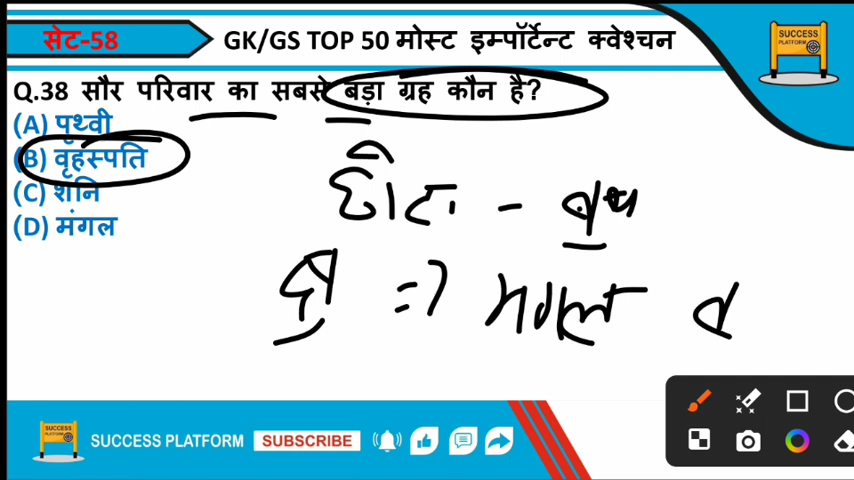 सेट-58
GK/GS TOP 50 मोस्ट इम्पॉर्टेन्ट क्वेश्चन
SUCCESS
PLATFORM
Q.38 सौर परिवार का सबसे बड़ा ग्रह कौन है?
(A) पृथ्वी
(B) वृहस्पति
(C) शनि
(D) मंगल
छोटा - बुध
=> मंगल व
SUCCESS
PLATFORM
SUCCESS PLATFORM SUBSCRIBE